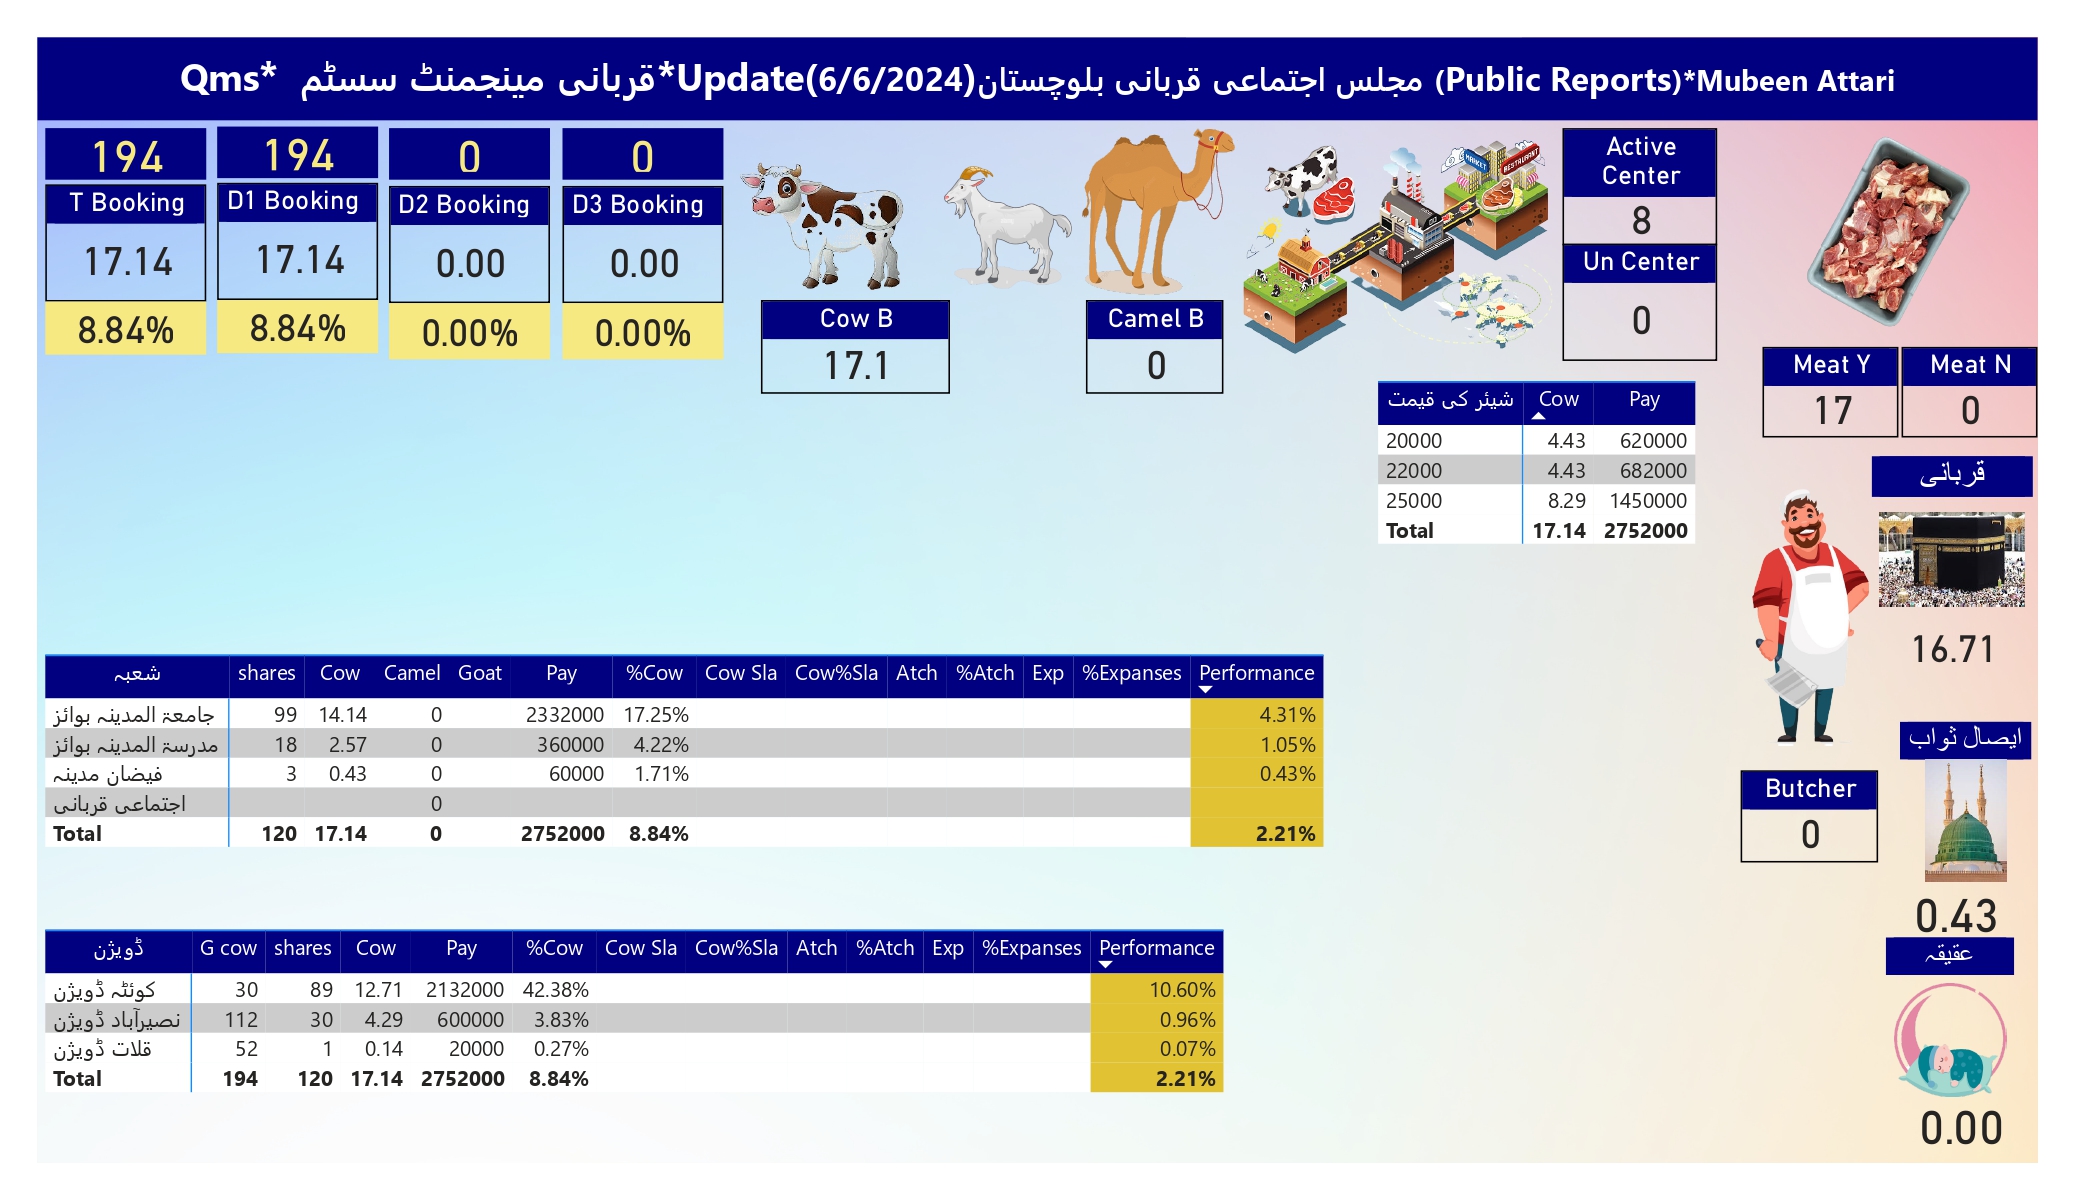 Qms* قربانی مینجمنٹ سسٹم*Update(6/6/2024)مجلس اجتماعی قربانی بلوچستان (Public Reports)*Mubeen Attari
194
T Booking
17.14
8.84%
194
D1 Booking
17.14
8.84%
0
D2 Booking
0.00
0.00%
0
D3 Booking
0.00
0.00%
Cow B
17.1
Camel B
0
MARKET
RESTAURANT
Active Center
8
Un Center
0
Meat Y
17
Meat N
0
شیئر کی قیمت Cow Pay
20000 4.43 620000
22000 4.43 682000
25000 8.29 1450000
Total 17.14 2752000
قربانی
16.71
ایصال ثواب
0.43
عقیقہ
0.00
Butcher
0
شعبہ shares Cow Camel Goat Pay %Cow Cow Sla Cow%Sla Atch %Atch Exp %Expanses Performance
جامعۃ المدینہ بوائز 99 14.14 0 2332000 17.25% 4.31%
مدرسۃ المدینہ بوائز 18 2.57 0 360000 4.22% 1.05%
فیضان مدینہ 3 0.43 0 60000 1.71% 0.43%
اجتماعی قربانی 0
Total 120 17.14 0 2752000 8.84% 2.21%
ڈویژن G cow shares Cow Pay %Cow Cow Sla Cow%Sla Atch %Atch Exp %Expanses Performance
کوئٹہ ڈویژن 30 89 12.71 2132000 42.38% 10.60%
نصیرآباد ڈویژن 112 30 4.29 600000 3.83% 0.96%
قلات ڈویژن 52 1 0.14 20000 0.27% 0.07%
Total 194 120 17.14 2752000 8.84% 2.21%